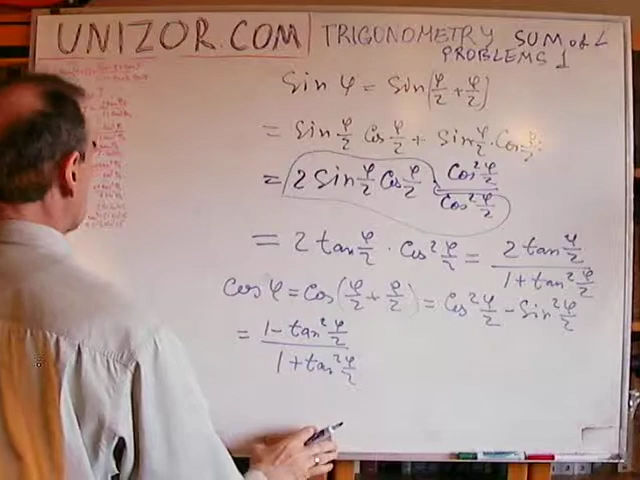 UNIZOR.COM | TRIGONOMETRY SUM of ∠
PROBLEMS 1
Sin φ = Sin(φ/2 + φ/2)
= Sin φ/2 Cos φ/2 + Sin φ/2 · Cos φ/2 =
= 2 Sin φ/2 Cos φ/2 · Cos² φ/2 / Cos² φ/2
= 2 tan φ/2 · Cos² φ/2 = 2 tan φ/2 / 1 + tan² φ/2
Cos φ = Cos(φ/2 + φ/2) = Cos² φ/2 - Sin² φ/2
= 1 - tan² φ/2 / 1 + tan² φ/2